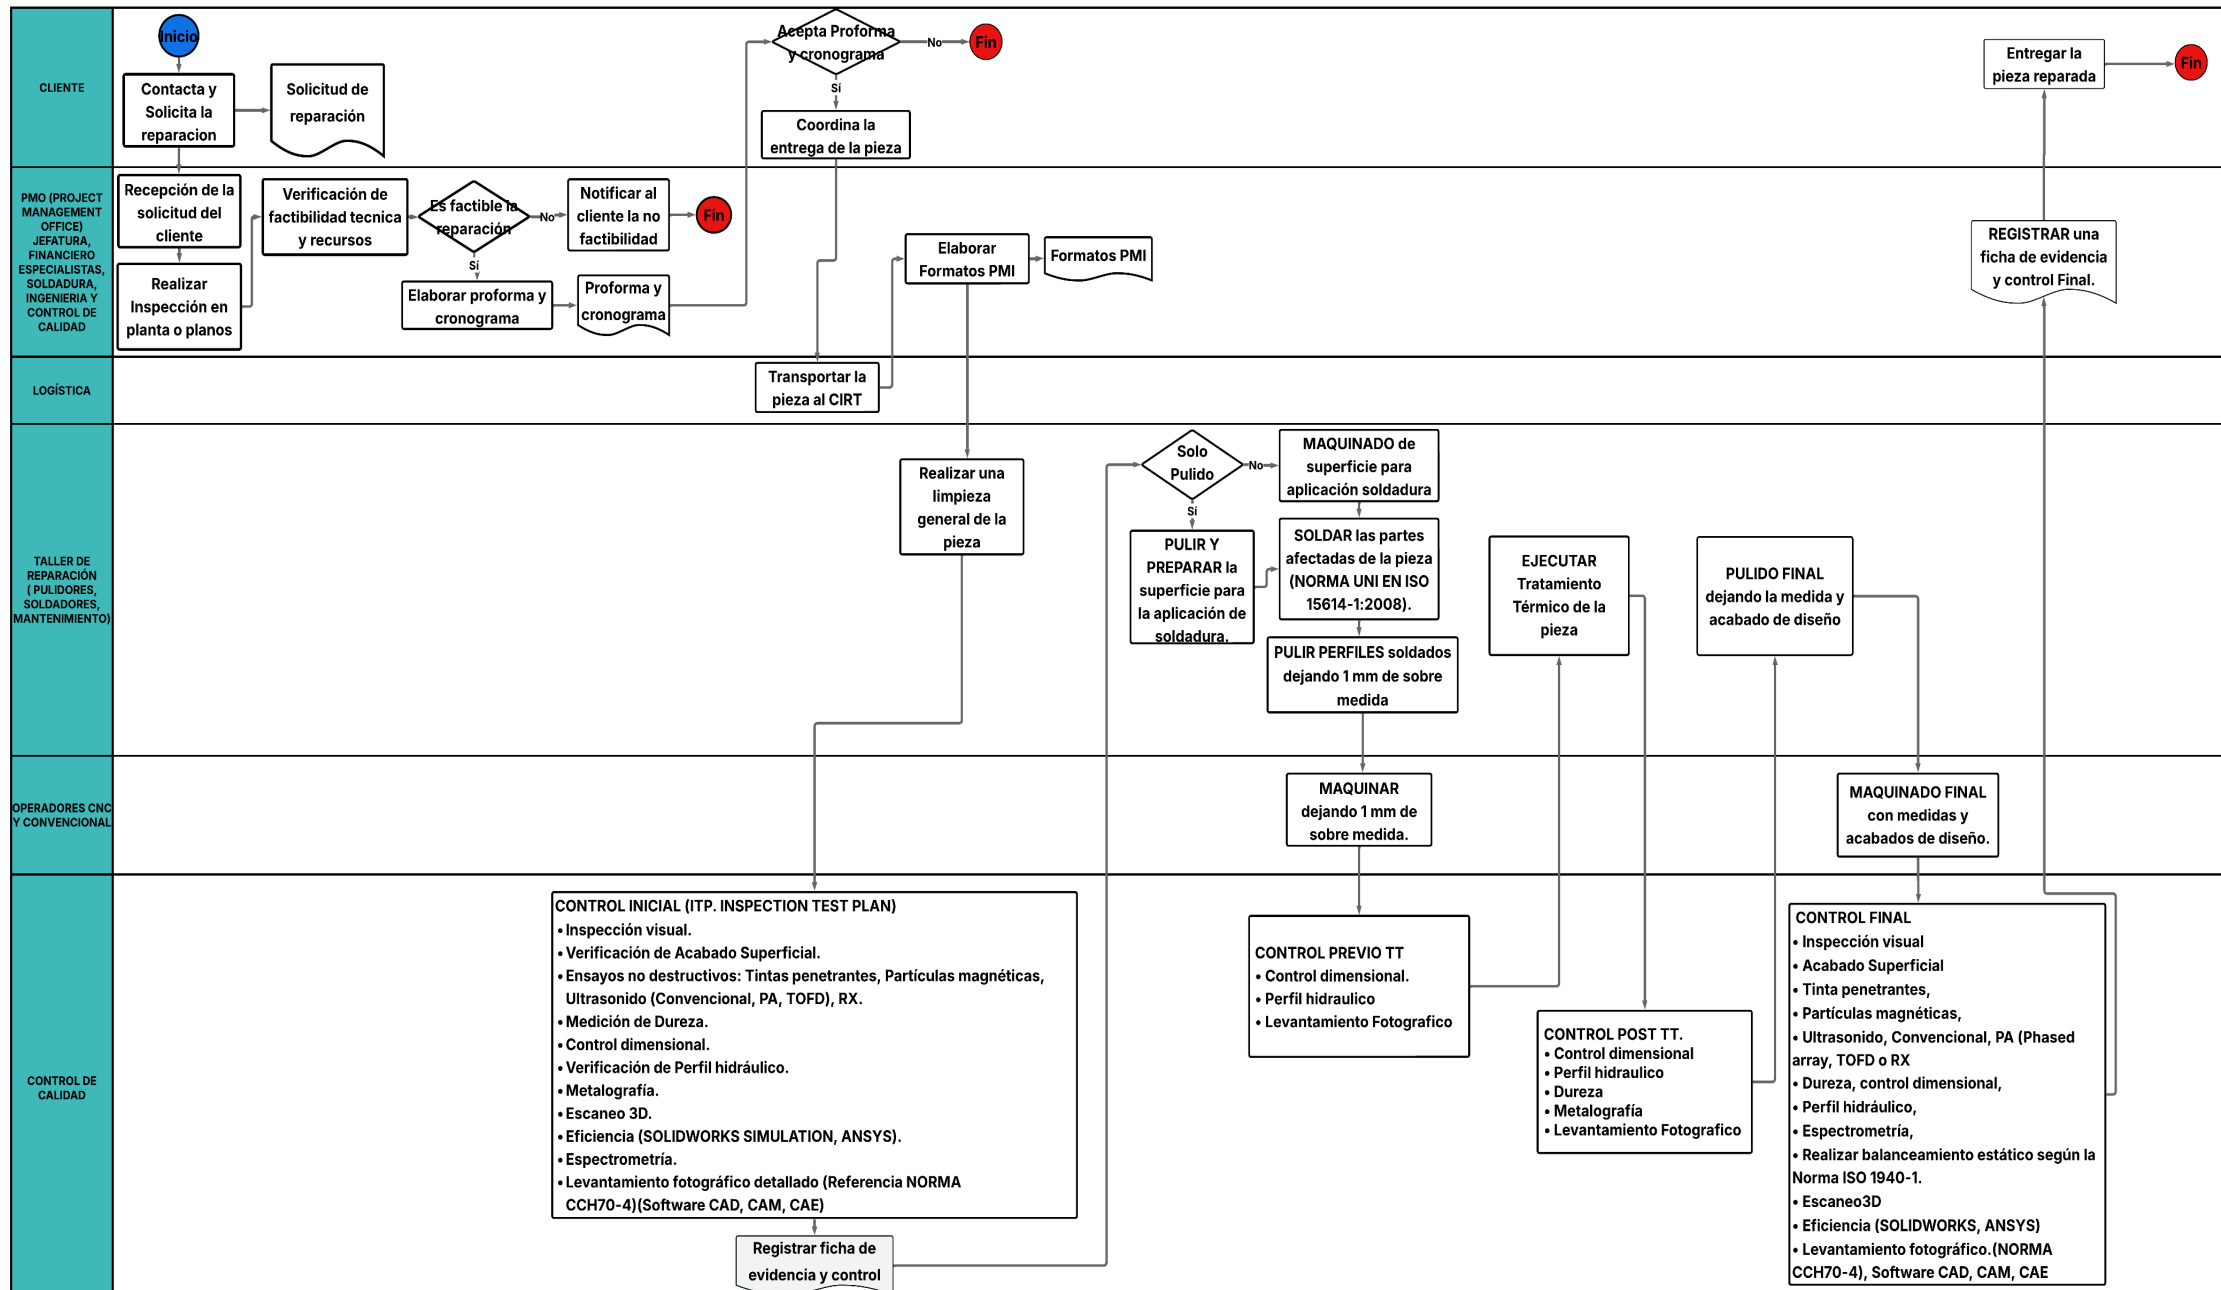 CLIENTE
Inicio
Contacta y
Solicita la
reparacion
Solicitud de
reparación
Acepta Proforma
y cronograma
No
Fin
Sí
Coordina la
entrega de la pieza
Entregar la
pieza reparada
Fin
PMO (PROJECT
MANAGEMENT
OFFICE)
JEFATURA,
FINANCIERO
ESPECIALISTAS,
SOLDADURA,
INGENIERIA Y
CONTROL DE
CALIDAD
Recepción de la
solicitud del
cliente
Realizar
Inspección en
planta o planos
Verificación de
factibilidad tecnica
y recursos
Es factible la
reparación
No
Notificar al
cliente la no
factibilidad
Fin
Sí
Elaborar proforma y
cronograma
Proforma y
cronograma
Elaborar
Formatos PMI
Formatos PMI
REGISTRAR una
ficha de evidencia
y control Final.
LOGÍSTICA
Transportar la
pieza al CIRT
TALLER DE
REPARACIÓN
( PULIDORES,
SOLDADORES,
MANTENIMIENTO)
Realizar una
limpieza
general de la
pieza
Solo
Pulido
No
Sí
MAQUINADO de
superficie para
aplicación soldadura
PULIR Y
PREPARAR la
superficie para
la aplicación de
soldadura.
SOLDAR las partes
afectadas de la pieza
(NORMA UNI EN ISO
15614-1:2008).
PULIR PERFILES soldados
dejando 1 mm de sobre
medida
EJECUTAR
Tratamiento
Térmico de la
pieza
PULIDO FINAL
dejando la medida y
acabado de diseño
OPERADORES CNC
Y CONVENCIONAL
MAQUINAR
dejando 1 mm de
sobre medida.
MAQUINADO FINAL
con medidas y
acabados de diseño.
CONTROL DE
CALIDAD
CONTROL INICIAL (ITP. INSPECTION TEST PLAN)
• Inspección visual.
• Verificación de Acabado Superficial.
• Ensayos no destructivos: Tintas penetrantes, Partículas magnéticas,
Ultrasonido (Convencional, PA, TOFD), RX.
• Medición de Dureza.
• Control dimensional.
• Verificación de Perfil hidráulico.
• Metalografía.
• Escaneo 3D.
• Eficiencia (SOLIDWORKS SIMULATION, ANSYS).
• Espectrometría.
• Levantamiento fotográfico detallado (Referencia NORMA
CCH70-4)(Software CAD, CAM, CAE)
Registrar ficha de
evidencia y control
CONTROL PREVIO TT
• Control dimensional.
• Perfil hidraulico
• Levantamiento Fotografico
CONTROL POST TT.
• Control dimensional
• Perfil hidraulico
• Dureza
• Metalografía
• Levantamiento Fotografico
CONTROL FINAL
• Inspección visual
• Acabado Superficial
• Tinta penetrantes,
• Partículas magnéticas,
• Ultrasonido, Convencional, PA (Phased
array, TOFD o RX
• Dureza, control dimensional,
• Perfil hidráulico,
• Espectrometría,
• Realizar balanceamiento estático según la
Norma ISO 1940-1.
• Escaneo3D
• Eficiencia (SOLIDWORKS, ANSYS)
• Levantamiento fotográfico.(NORMA
CCH70-4), Software CAD, CAM, CAE